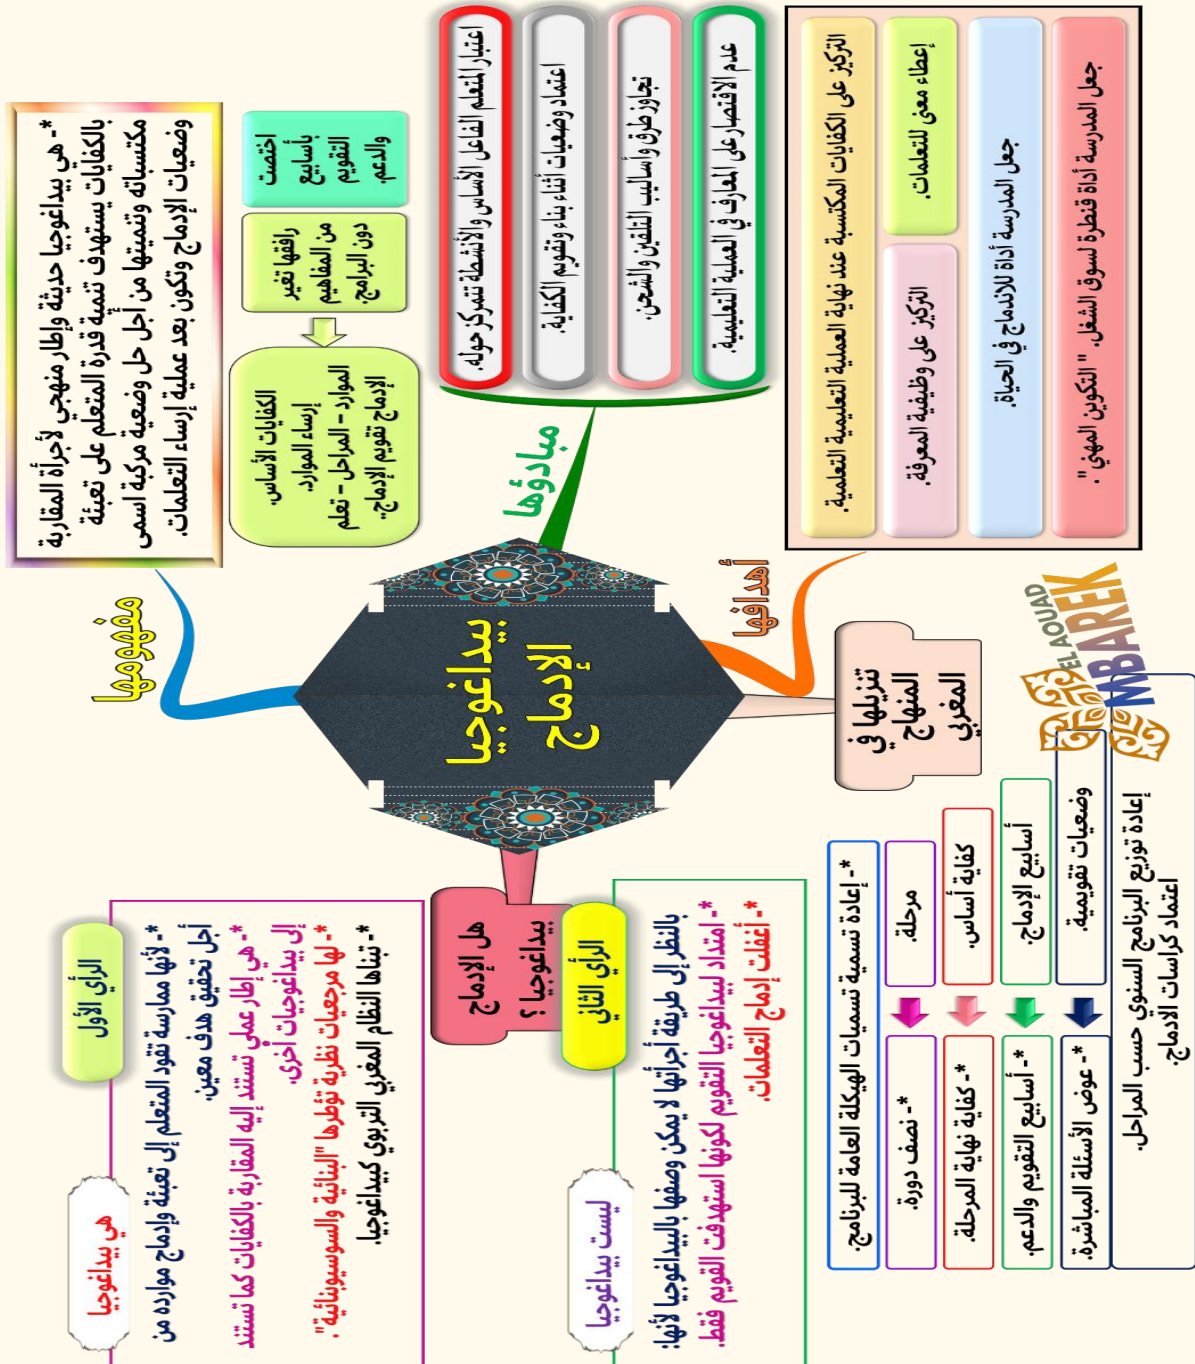 بيداغوجيا
الإدماج
مفهومها
*- هي بيداغوجيا حديثة وإطار منهجي لأجرأة المقاربة
بالكفايات يستهدف تنمية قدرة المتعلم على تعبئة
مكتسباته وتنميتها من أجل حل وضعية مركبة اسمى
وضعيات الإدماج وتكون بعد عملية إرساء التعلمات.
الكفايات الأساس.
إرساء الموارد.
الموارد – المراحل – تعلم
الإدماج تقويم الإدماج..
رافقها تغير
من المفاهيم
دون البرامج
اختصت
بأسابيع
التقويم
والدعم.
مبادؤها
اعتبار المتعلم الفاعل الأساس والأنشطة تتمركز حوله.
اعتماد وضعيات أثناء بناء وتقويم الكفاية.
تجاوز طرق وأساليب التلقين والشحن.
عدم الاقتصار على المعارف في العملية التعليمية.
أهدافها
التركيز على الكفايات المكتسبة عند نهاية العملية التعليمية التعلمية.
إعطاء معنى للتعلمات.
التركيز على وظيفية المعرفة.
جعل المدرسة أداة للاندماج في الحياة.
جعل المدرسة أداة قنطرة لسوق الشغل. "التكوين المهني".
تنزيلها في
المنهاج
المغربي
*- إعادة تسمية تسميات الهيكلة العامة للبرنامج.
مرحلة.
*- نصف دورة.
كفاية أساس.
*- كفاية نهاية المرحلة.
أسابيع الإدماج.
*- أسابيع التقويم والدعم.
وضعيات تقويمية.
*- عوض الأسئلة المباشرة.
إعادة توزيع البرنامج السنوي حسب المراحل.
اعتماد كراسات الادماج.
هل الإدماج
بيداغوجيا ؟
الرأي الأول
هي بيداغوجيا
*- لأنها ممارسة تقود المتعلم إلى تعبئة وإدماج موارده من
أجل تحقيق هدف معين.
*- هي إطار عملي تستند إليه المقاربة بالكفايات كما تستند
إلى بيداغوجيات أخرى.
*- لها مرجعيات نظرية تؤطرها "البنائية والسوسيوبنائية".
*- تبناها النظام المغربي التربوي كبيداغوجيا.
الرأي الثاني
ليست بيداغوجيا
بالنظر إلى طريقة أجرأتها لا يمكن وصفها بالبيداغوجيا لأنها:
*- امتداد لبيداغوجيا التقويم لكونها استهدفت القويم فقط.
*- أغفلت إدماج التعلمات.
EL AOUAD
MBAREK